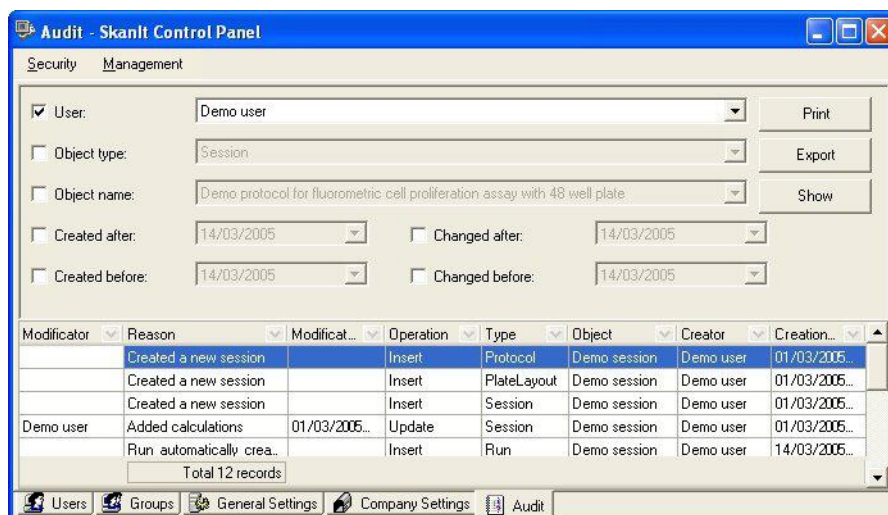 Audit - SkanIt Control Panel
Security Management
User: Demo user Print
Object type: Session Export
Object name: Demo protocol for fluorometric cell proliferation assay with 48 well plate Show
Created after: 14/03/2005 Changed after: 14/03/2005
Created before: 14/03/2005 Changed before: 14/03/2005
Modificator Reason Modificat... Operation Type Object Creator Creation...
Created a new session Insert Protocol Demo session Demo user 01/03/2005...
Created a new session Insert PlateLayout Demo session Demo user 01/03/2005...
Created a new session Insert Session Demo session Demo user 01/03/2005...
Demo user Added calculations 01/03/2005... Update Session Demo session Demo user 01/03/2005...
Run automatically crea... Insert Run Demo session Demo user 14/03/2005...
Total 12 records
Users Groups General Settings Company Settings Audit